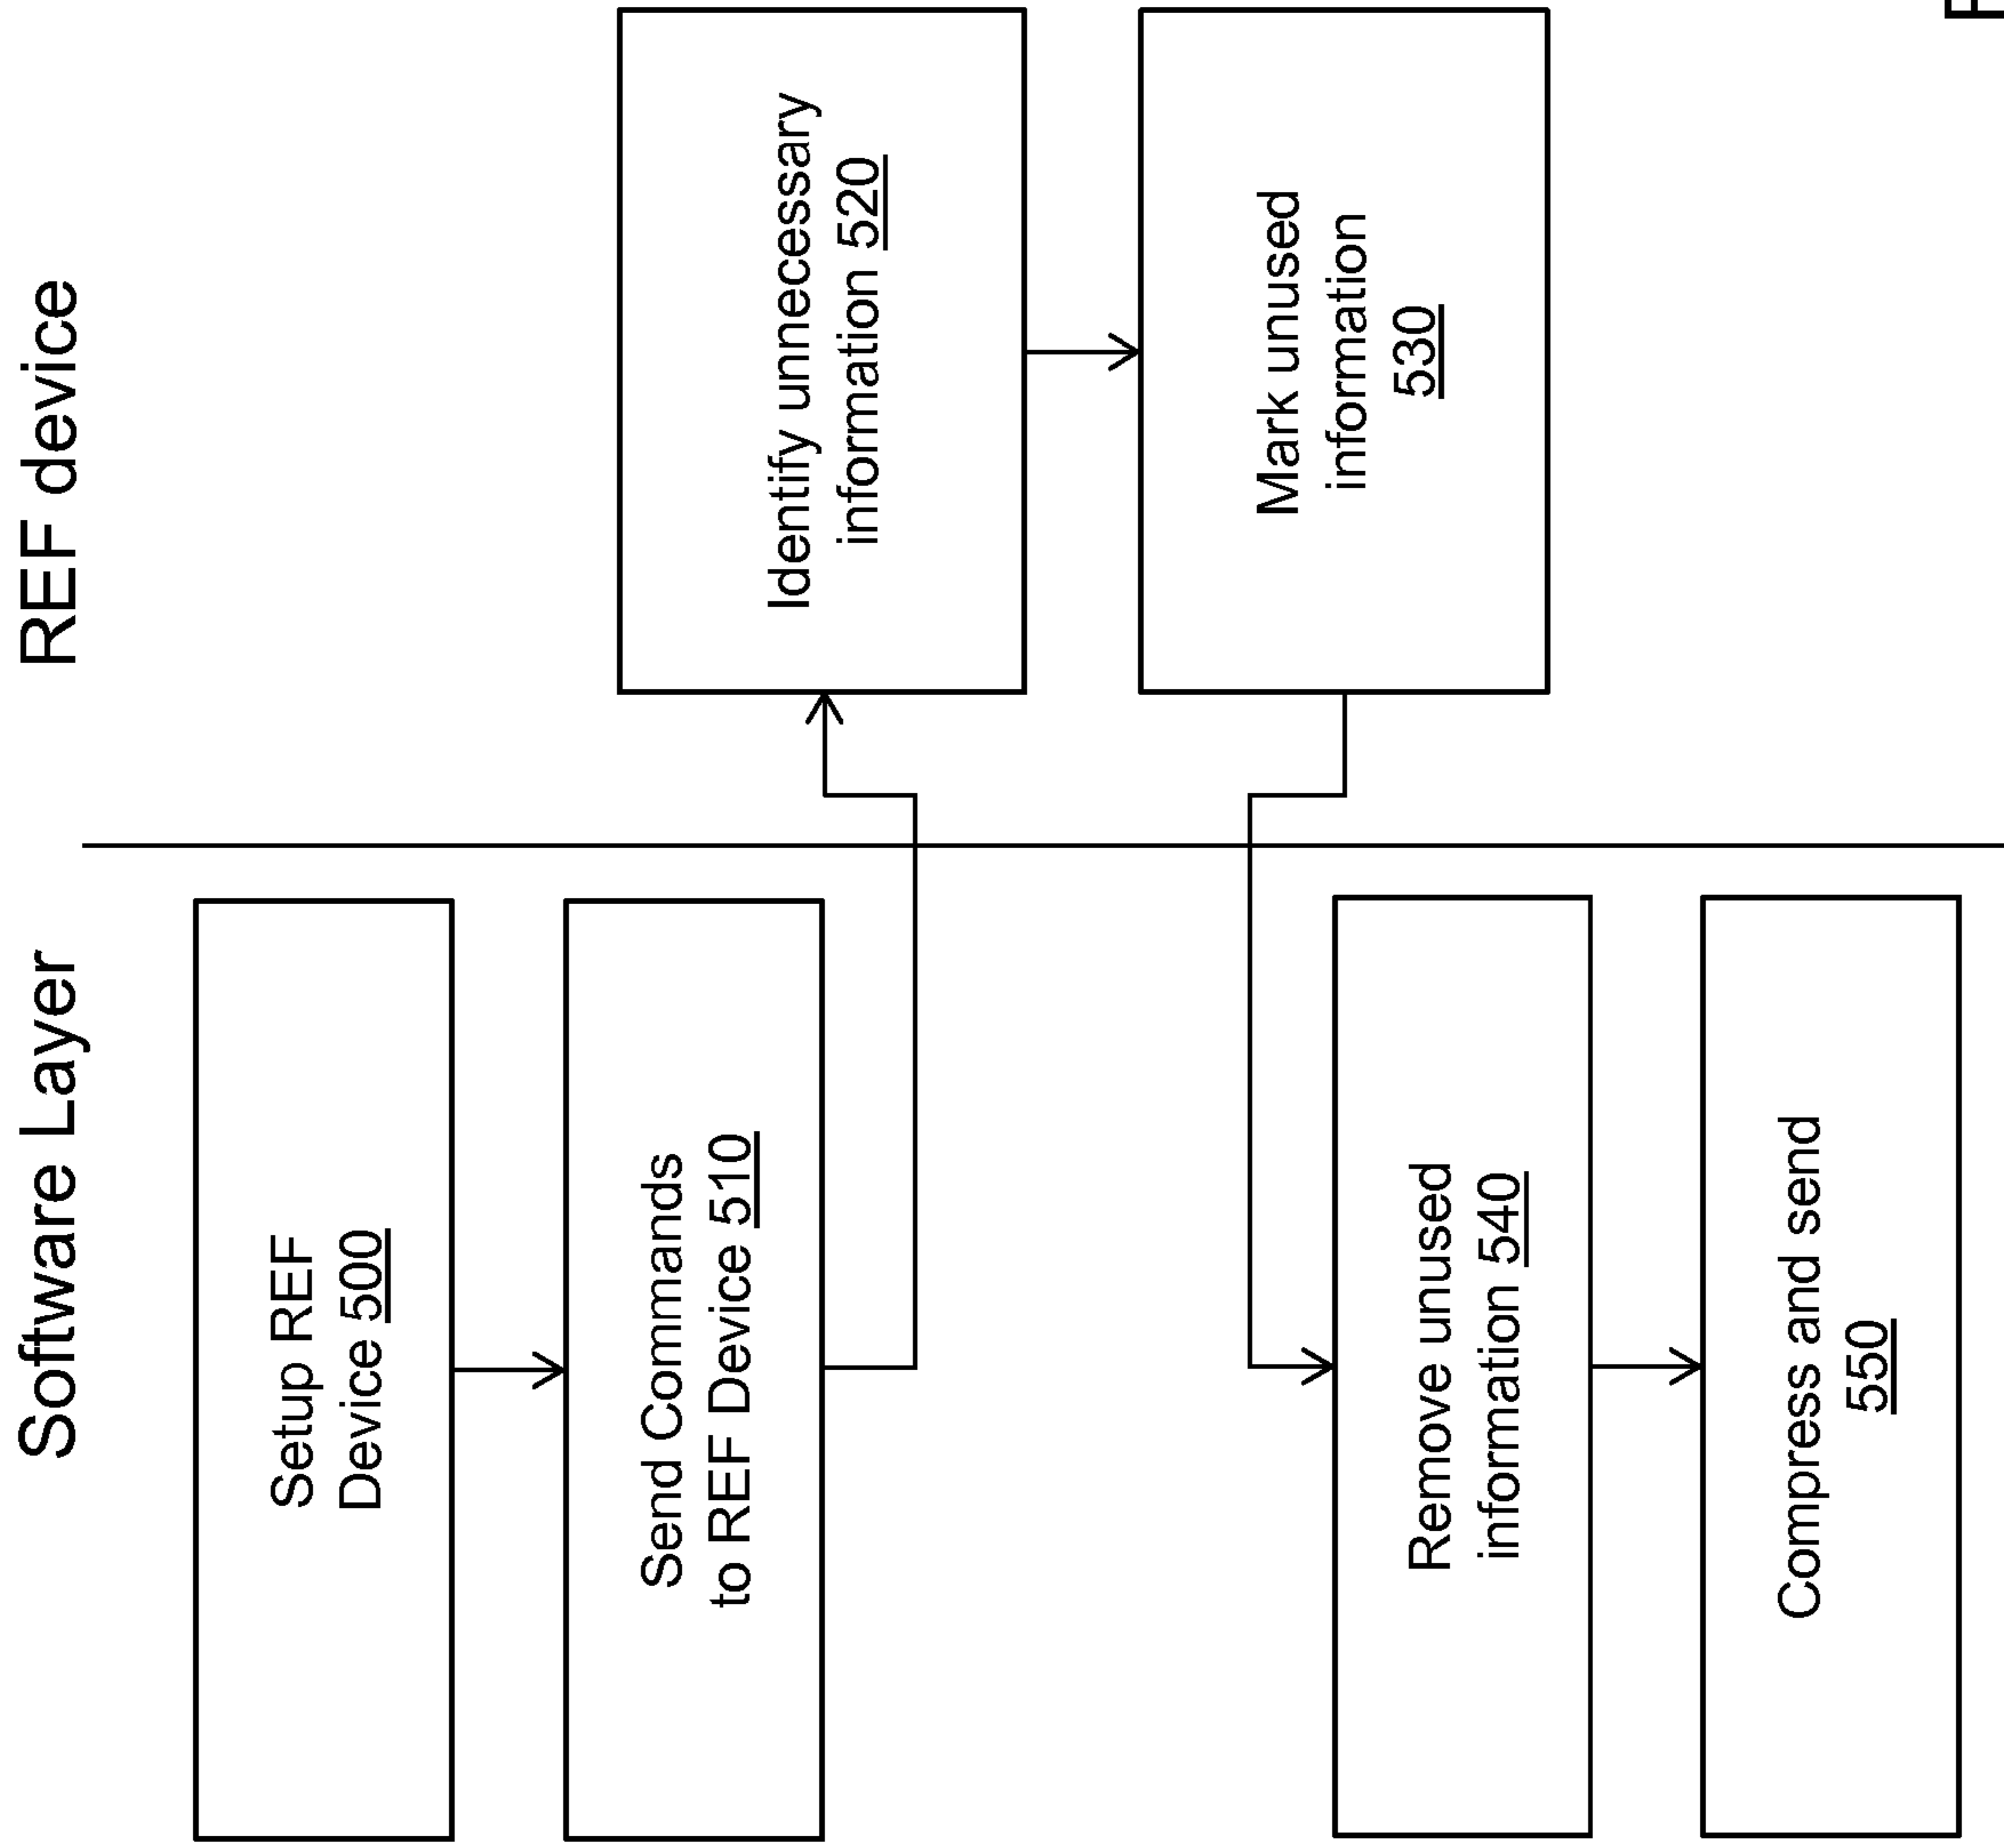 Software Layer
REF device
Setup REF
Device 500
Send Commands
to REF Device 510
Identify unnecessary
information 520
Mark unused
information
530
Remove unused
information 540
Compress and send
550